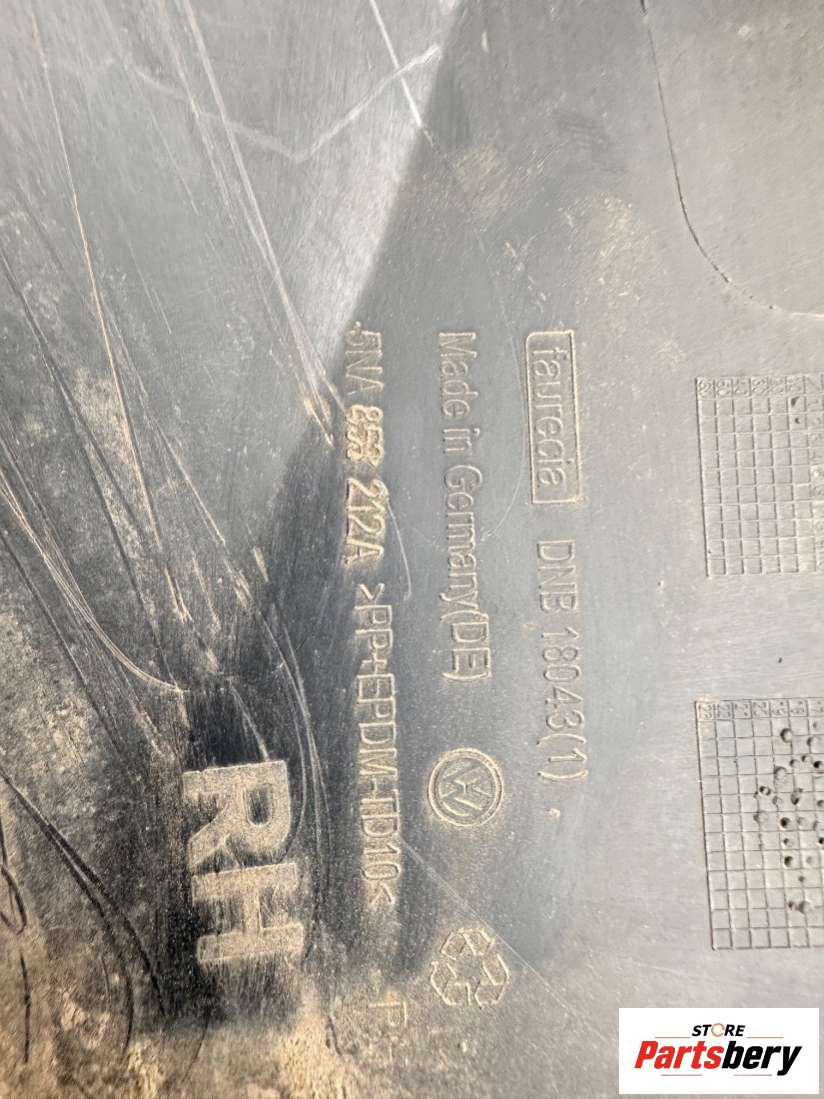 faurecia DNB 18043(1)
Made in Germany(DE)
5NA 853 212A >PP+EPDM-TD10<
RH
STORE
Partsbery